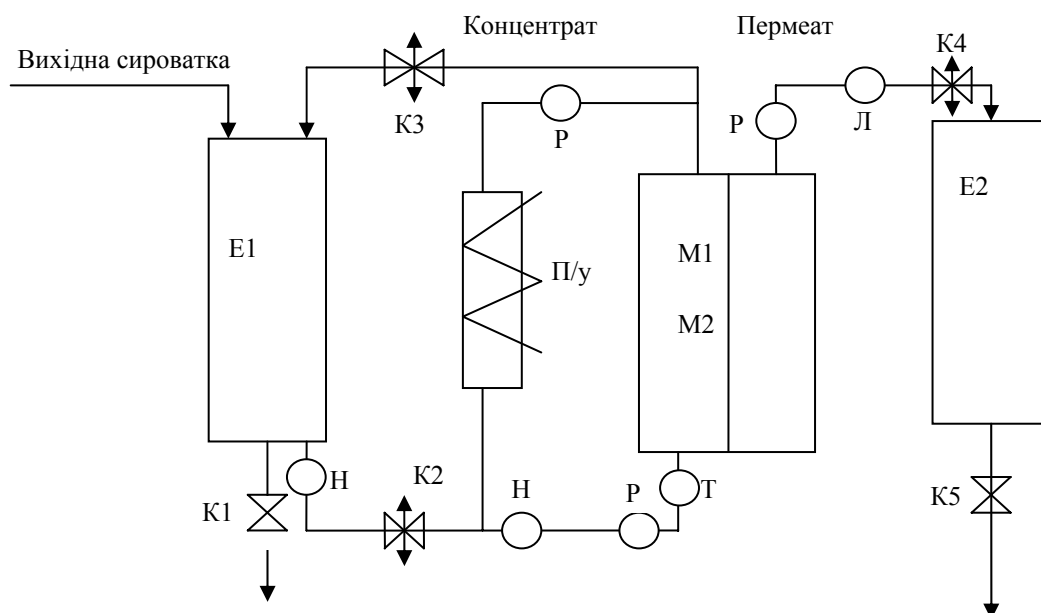 Концентрат
Пермеат
Вихідна сироватка
К4
К3
Р
Р
Л
Е2
Е1
М1
П/у
М2
К2
Н
Н
Р
Т
К1
К5